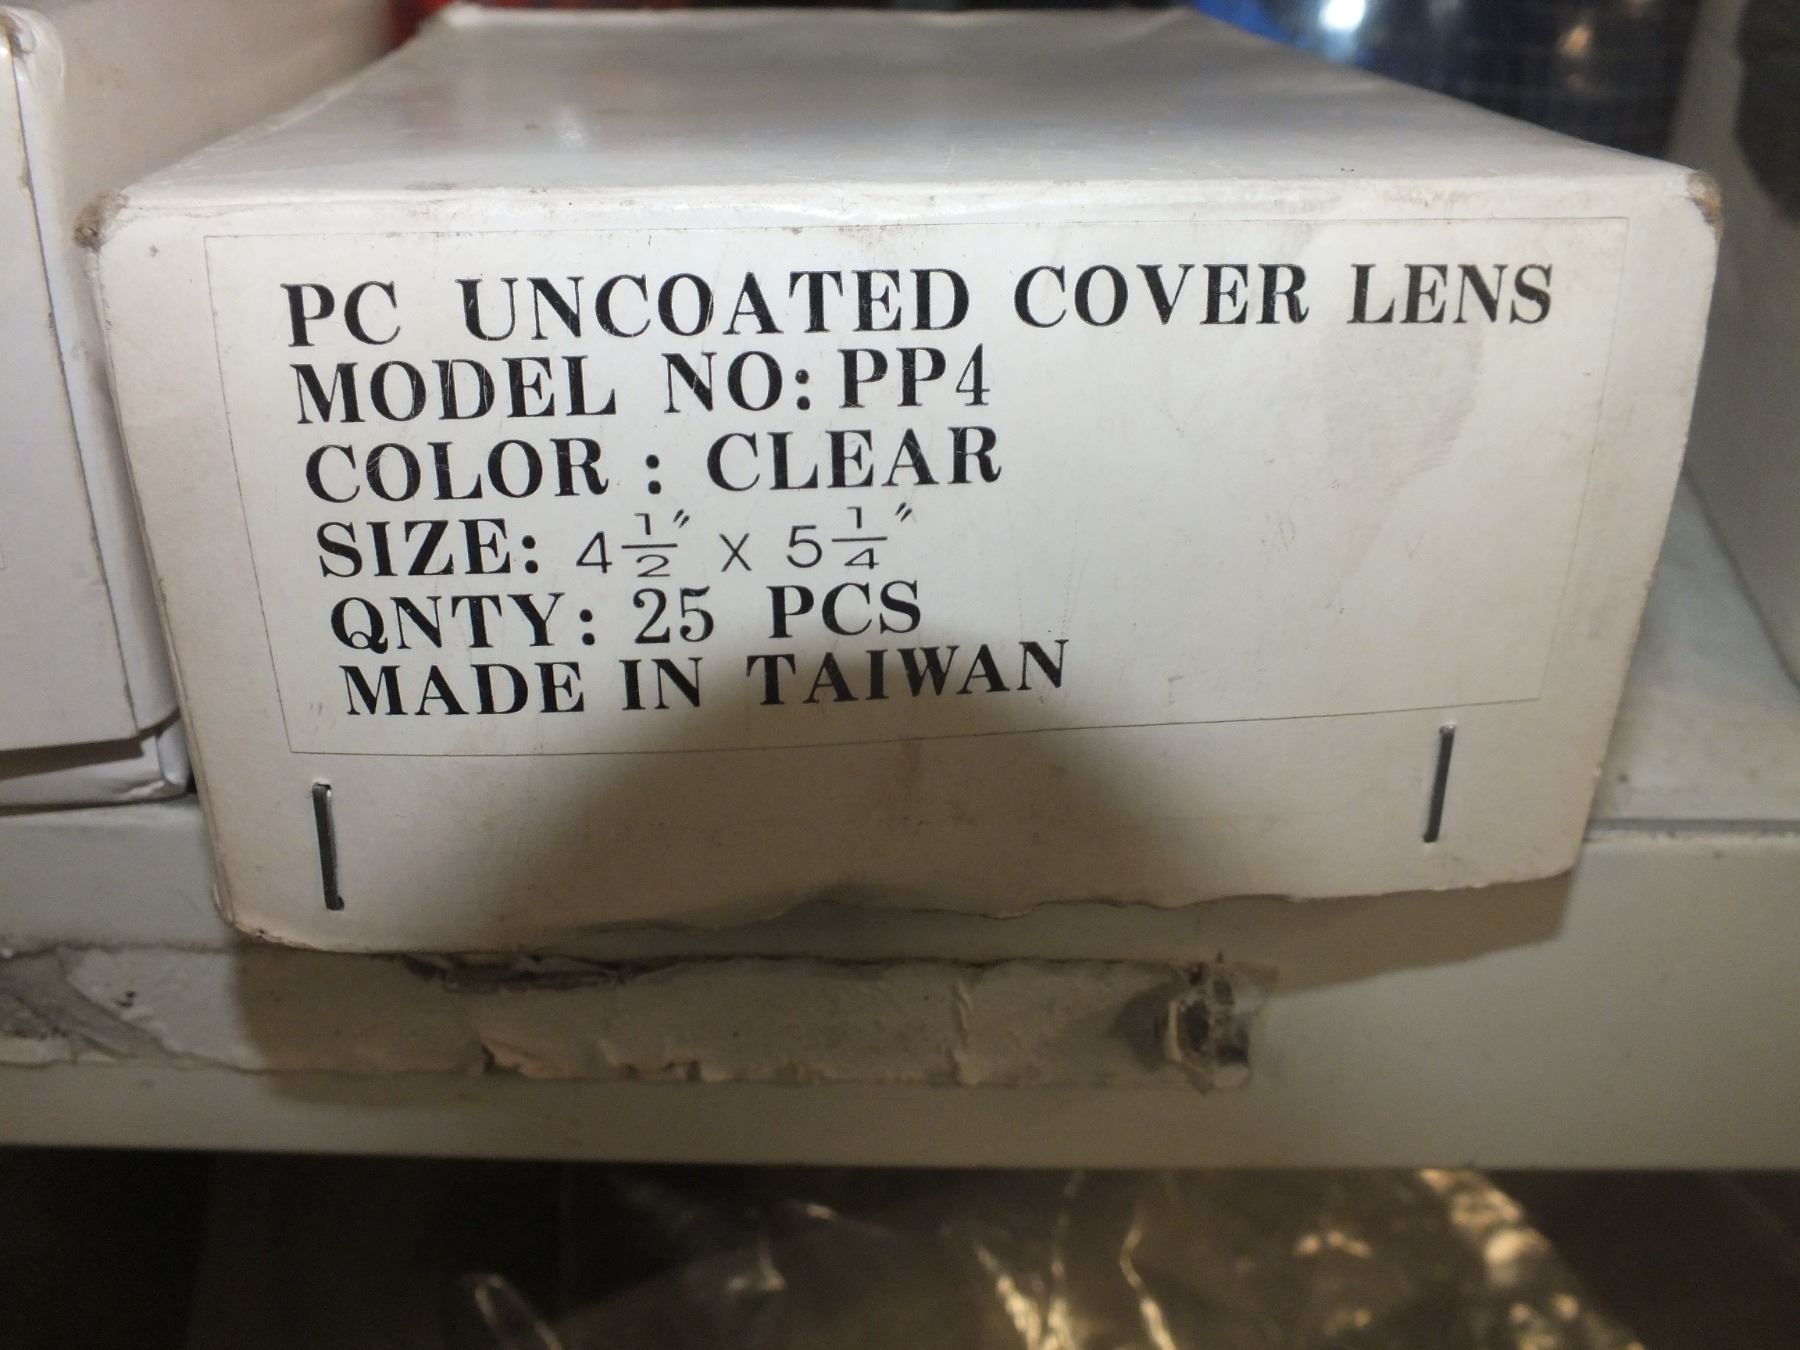 PC UNCOATED COVER LENS
MODEL NO: PP4
COLOR : CLEAR
SIZE: 4 1/2" X 5 1/4"
QNTY: 25 PCS
MADE IN TAIWAN